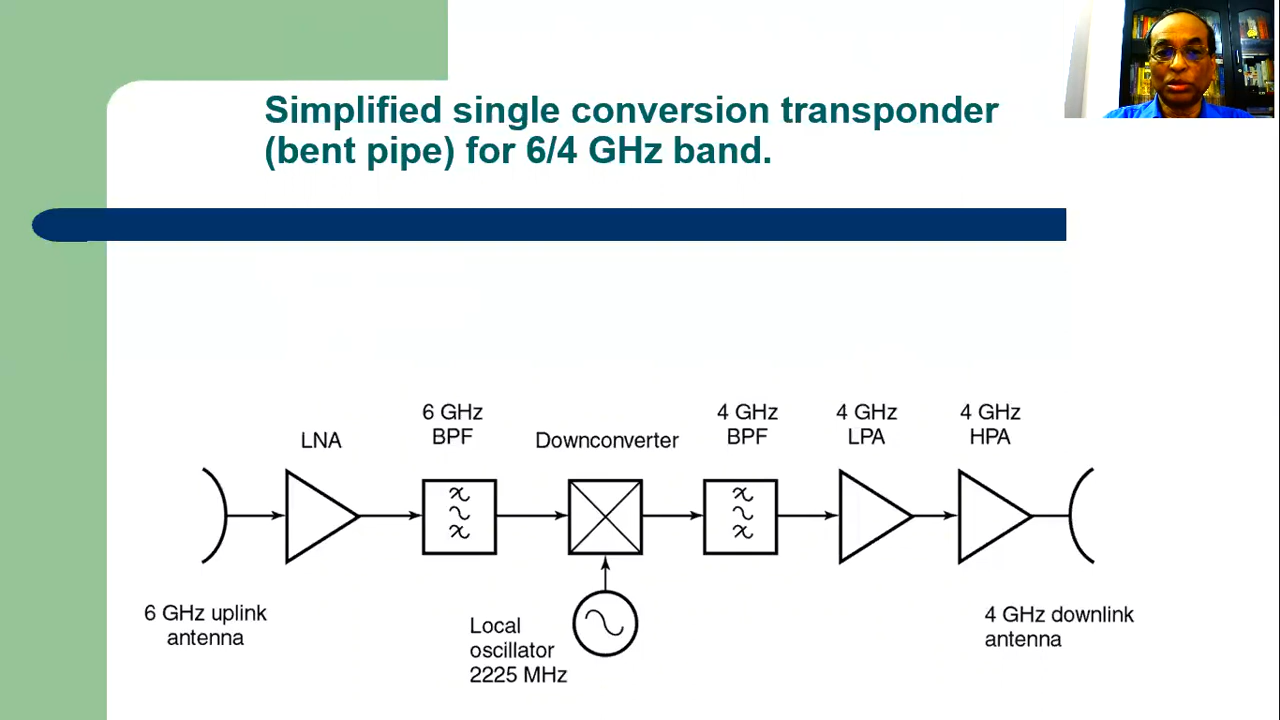 Simplified single conversion transponder
(bent pipe) for 6/4 GHz band.
LNA
6 GHz
BPF
Downconverter
4 GHz
BPF
4 GHz
LPA
4 GHz
HPA
6 GHz uplink
antenna
Local
oscillator
2225 MHz
4 GHz downlink
antenna